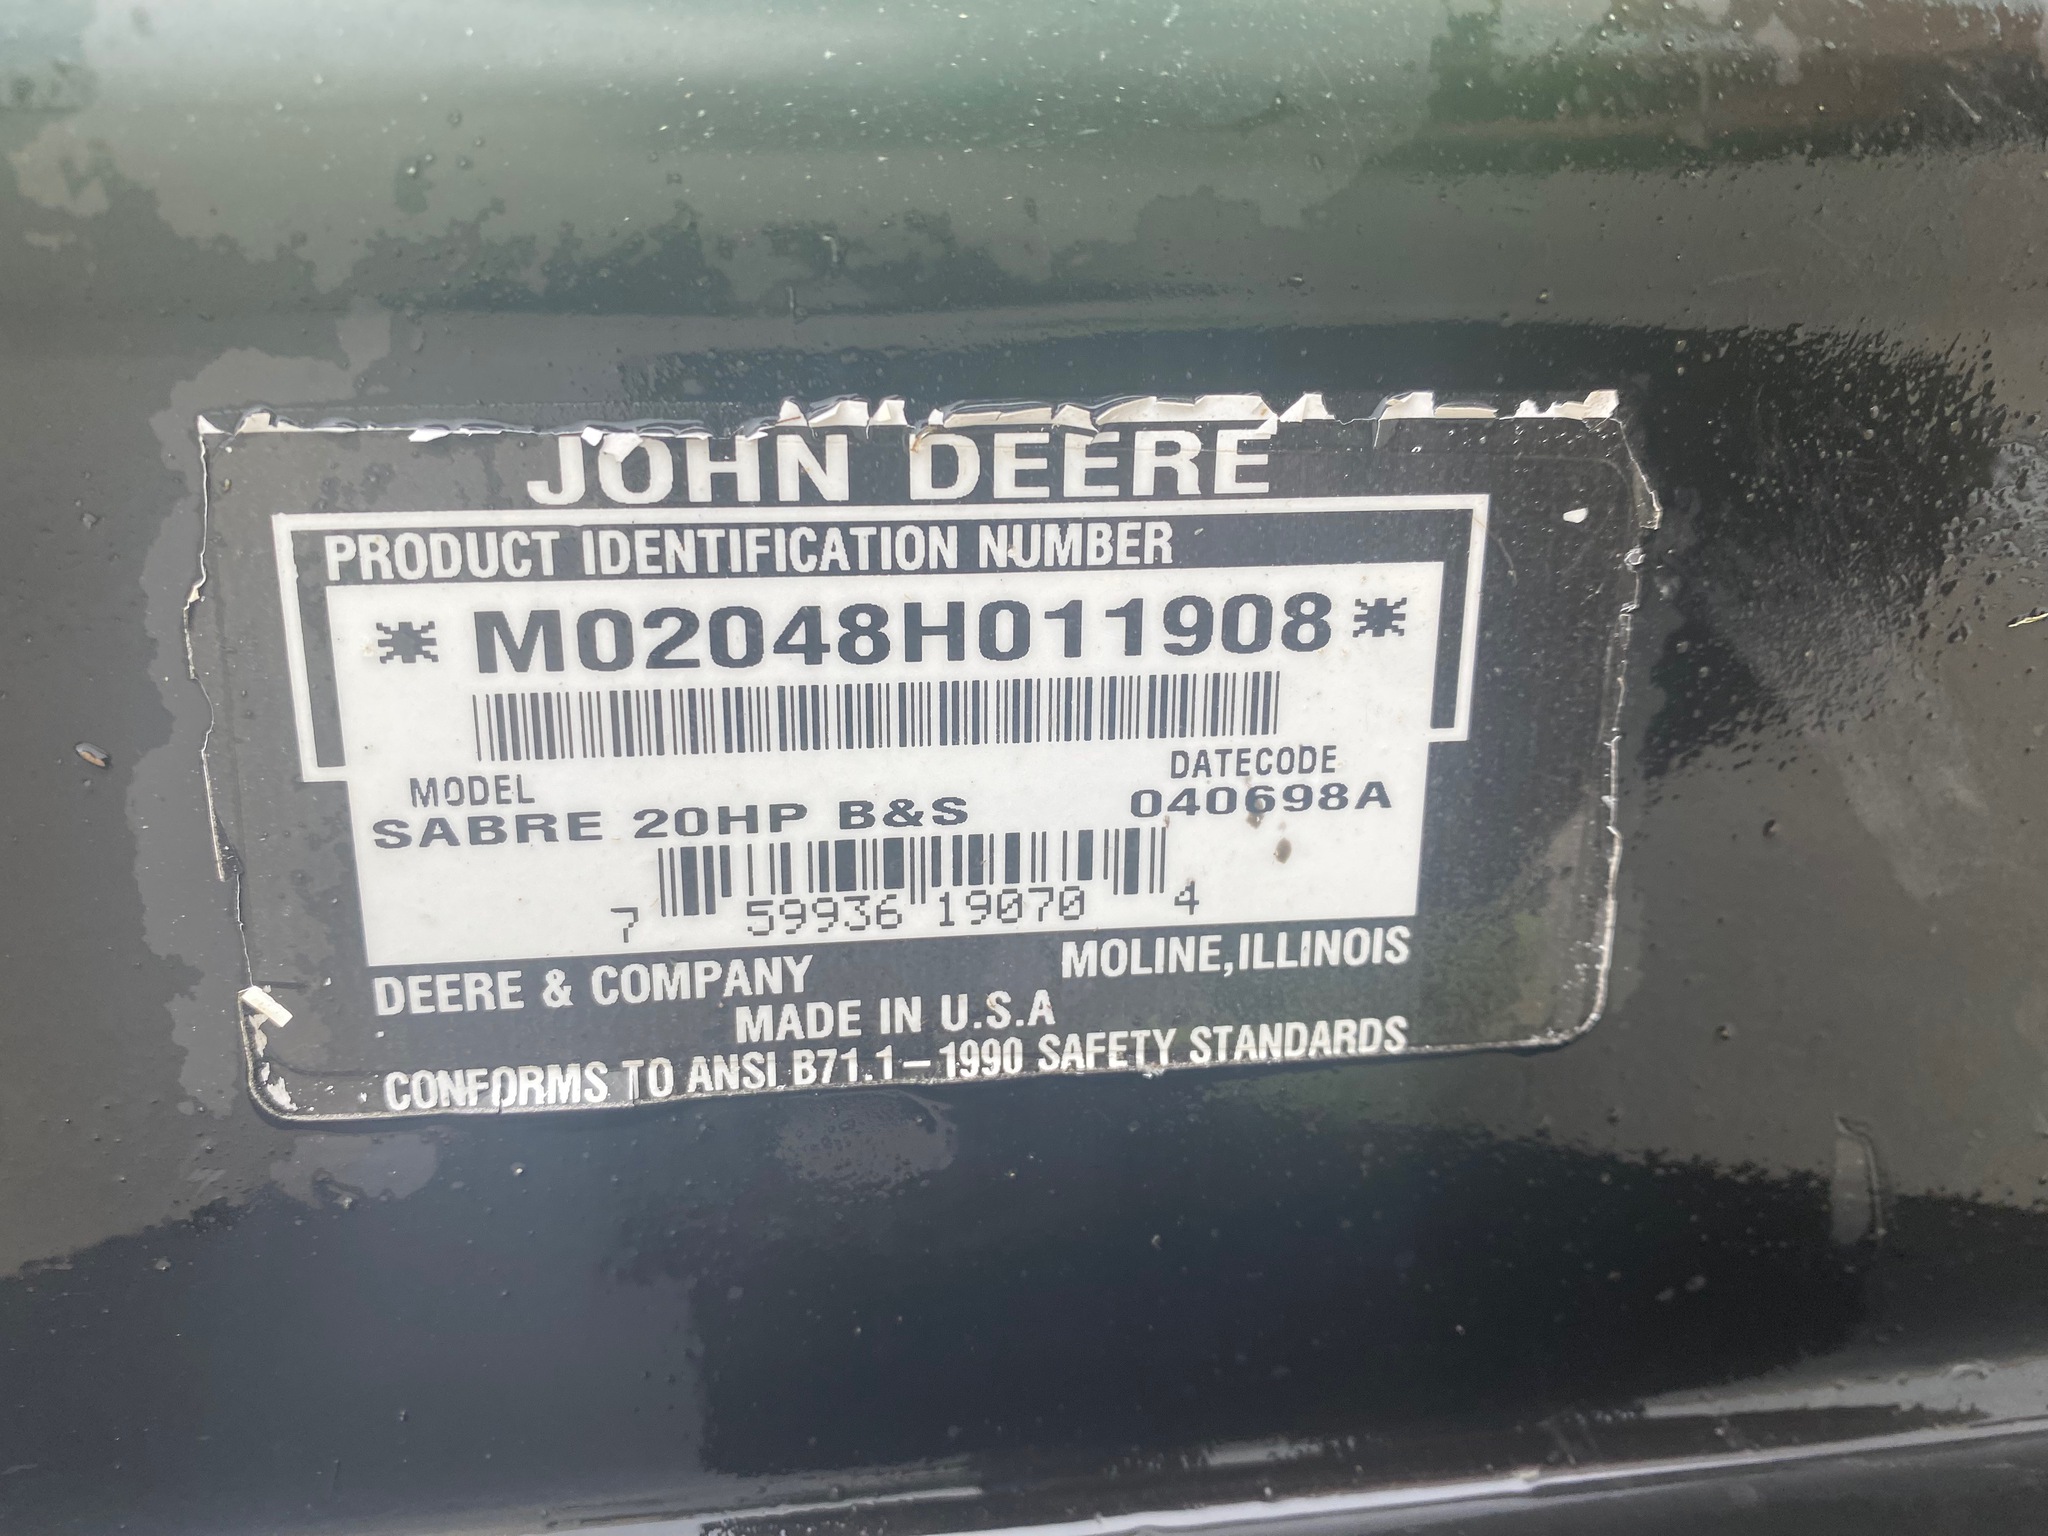 JOHN DEERE
PRODUCT IDENTIFICATION NUMBER
*M02048H011908*
MODEL DATECODE
SABRE 20HP B&S 040698A
7 59936 19070 4
DEERE & COMPANY MOLINE, ILLINOIS
MADE IN U.S.A
CONFORMS TO ANSI B71.1-1990 SAFETY STANDARDS